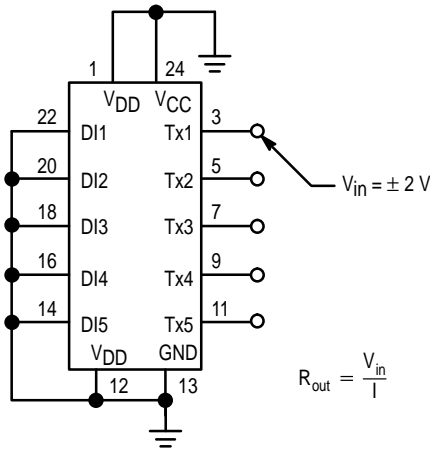 1 24
VDD VCC
22 DI1 Tx1 3
20 DI2 Tx2 5
Vin = ± 2 V
18 DI3 Tx3 7
16 DI4 Tx4 9
14 DI5 Tx5 11
VDD GND
12 13
Rout = Vin / I